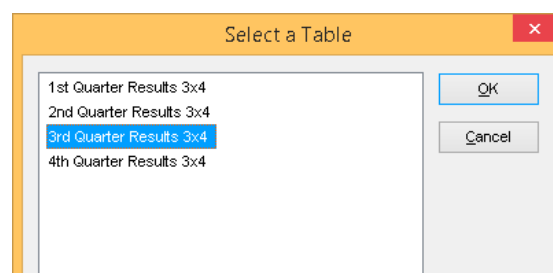 Select a Table
1st Quarter Results 3x4
OK
2nd Quarter Results 3x4
3rd Quarter Results 3x4
Cancel
4th Quarter Results 3x4